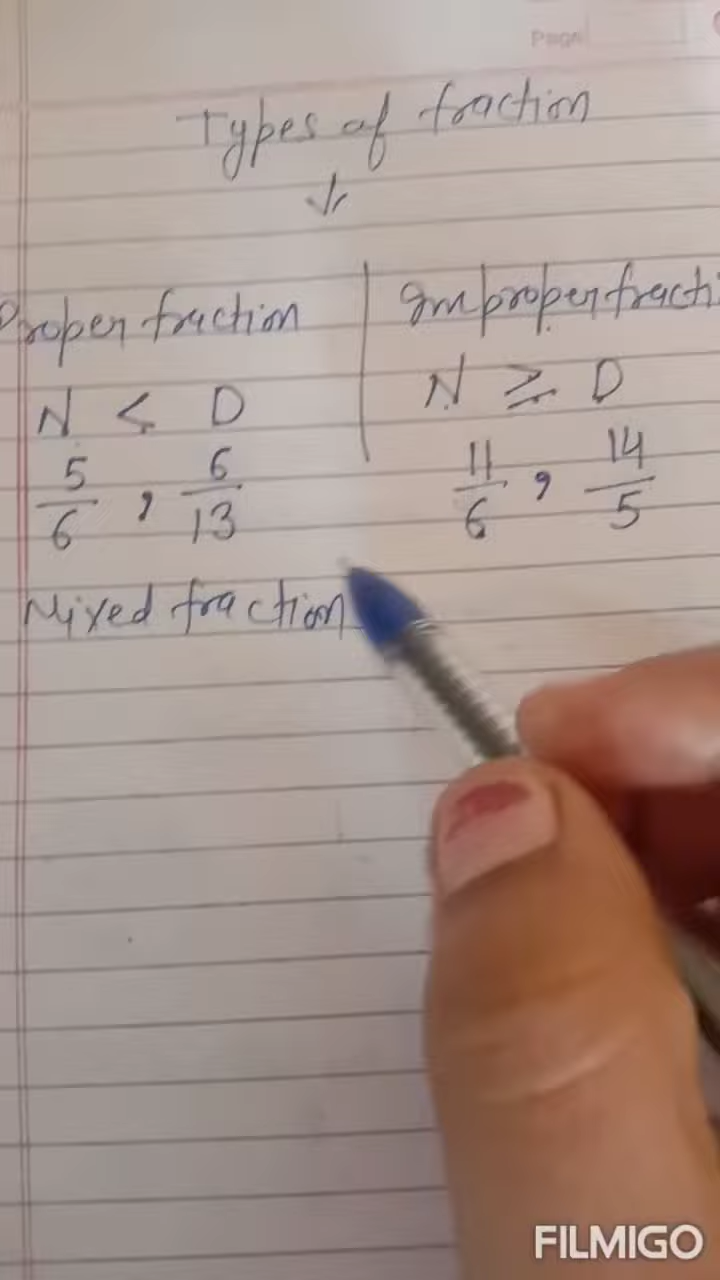 Page
Types of fraction
Proper fraction
N < D
5/6, 6/13
Improper fracti
N ≥ D
11/6, 14/5
Mixed fraction
FILMIGO